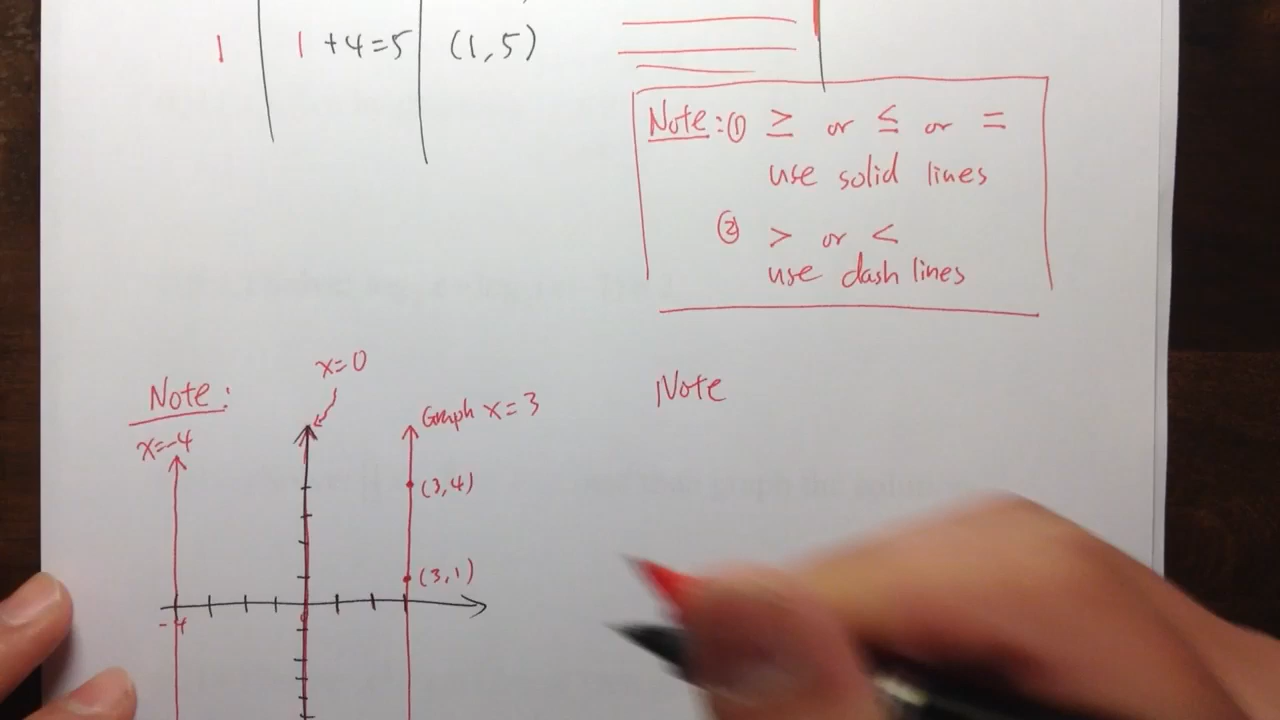 1 1 + 4 = 5 (1, 5)
Note: ① ≥ or ≤ or =
use solid lines
② > or <
use dash lines
Note:
x=-4
x=0
Graph x = 3
(3,4)
(3,1)
-4
0
Note